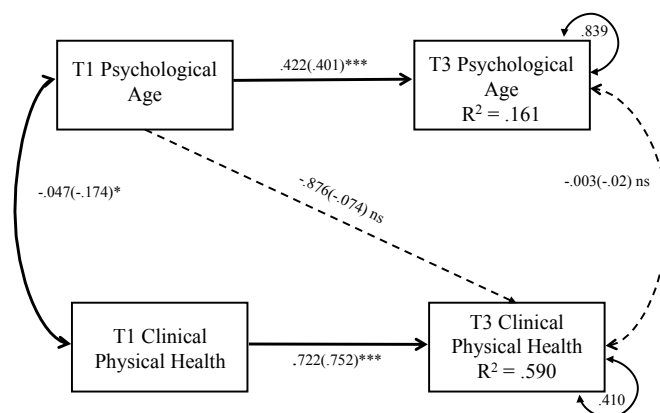 .839
T1 Psychological
Age
.422(.401)***
T3 Psychological
Age
R² = .161
-.047(-.174)*
-.876(-.074) ns
-.003(-.02) ns
T1 Clinical
Physical Health
.722(.752)***
T3 Clinical
Physical Health
R² = .590
.410